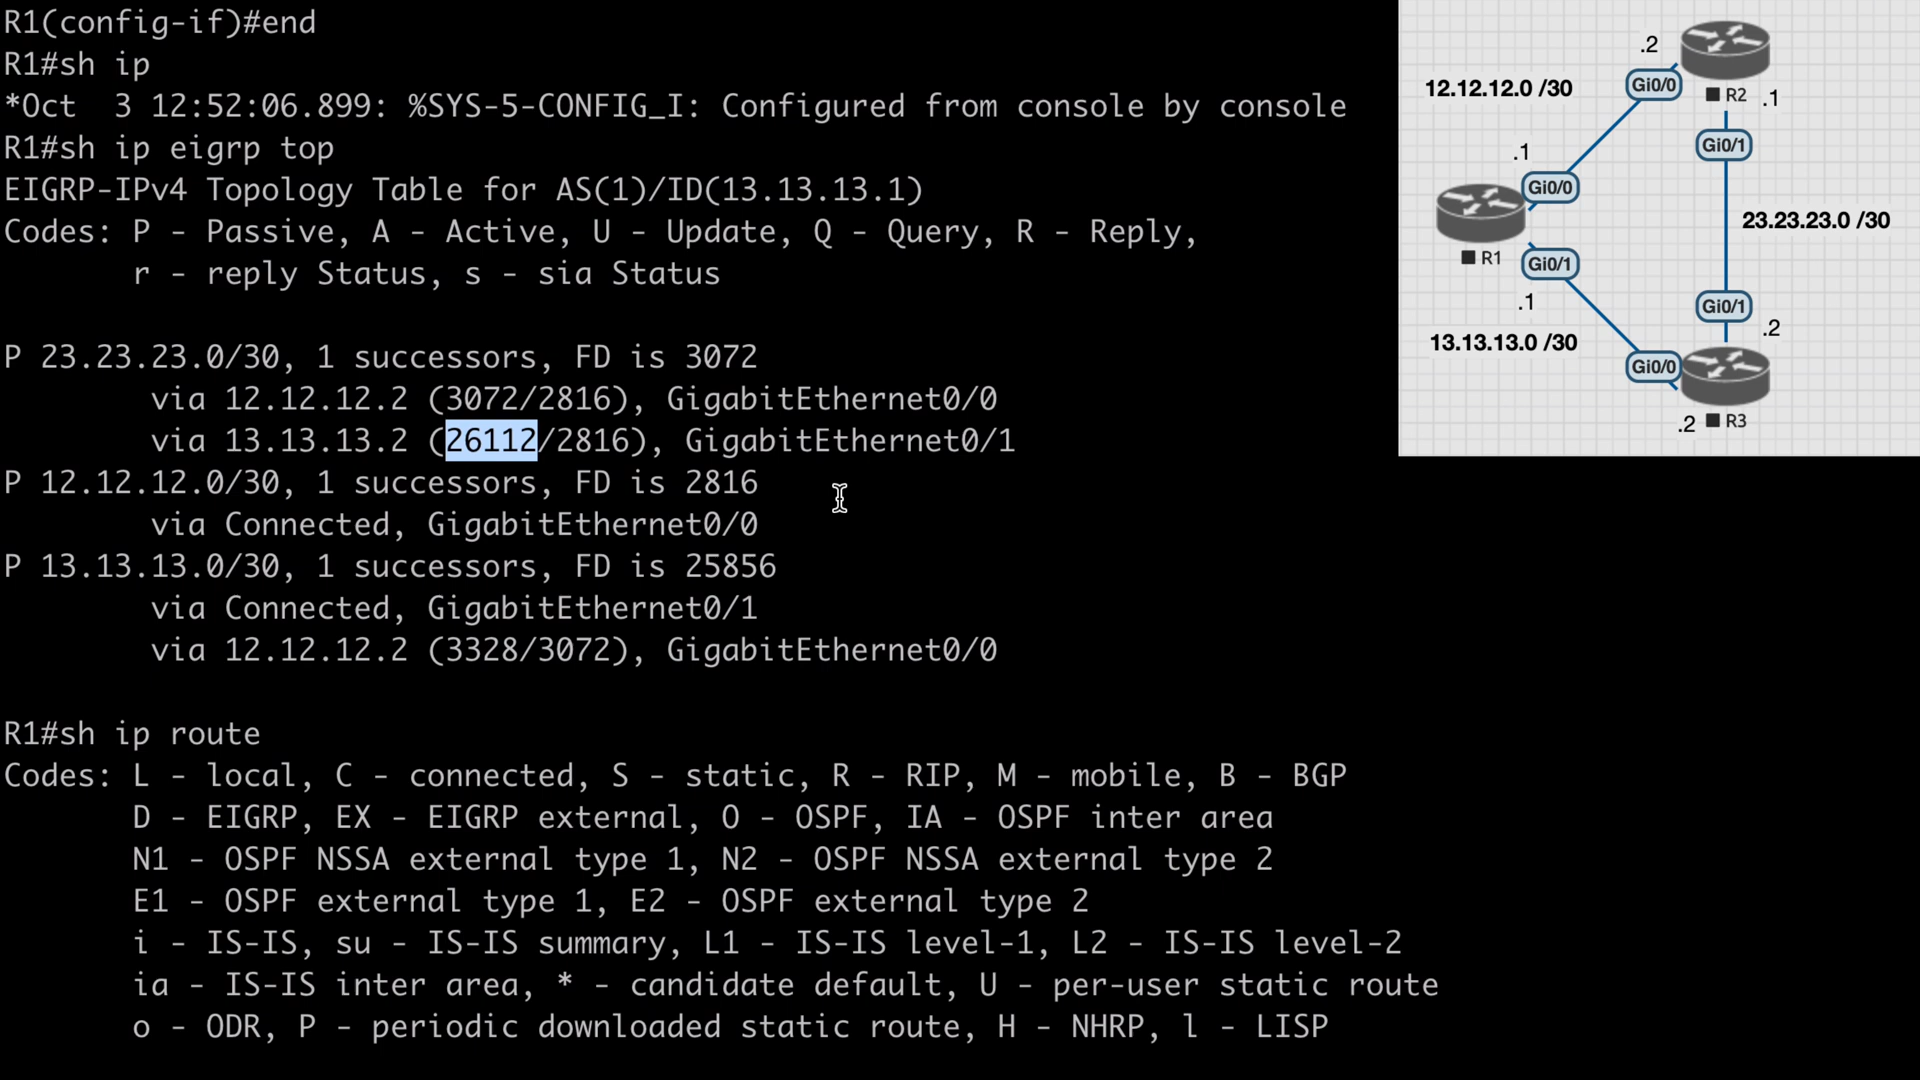 R1(config-if)#end
R1#sh ip
*Oct  3 12:52:06.899: %SYS-5-CONFIG_I: Configured from console by console
R1#sh ip eigrp top
EIGRP-IPv4 Topology Table for AS(1)/ID(13.13.13.1)
Codes: P - Passive, A - Active, U - Update, Q - Query, R - Reply,
       r - reply Status, s - sia Status
P 23.23.23.0/30, 1 successors, FD is 3072
        via 12.12.12.2 (3072/2816), GigabitEthernet0/0
        via 13.13.13.2 (26112/2816), GigabitEthernet0/1
P 12.12.12.0/30, 1 successors, FD is 2816
        via Connected, GigabitEthernet0/0
P 13.13.13.0/30, 1 successors, FD is 25856
        via Connected, GigabitEthernet0/1
        via 12.12.12.2 (3328/3072), GigabitEthernet0/0
R1#sh ip route
Codes: L - local, C - connected, S - static, R - RIP, M - mobile, B - BGP
       D - EIGRP, EX - EIGRP external, O - OSPF, IA - OSPF inter area
       N1 - OSPF NSSA external type 1, N2 - OSPF NSSA external type 2
       E1 - OSPF external type 1, E2 - OSPF external type 2
       i - IS-IS, su - IS-IS summary, L1 - IS-IS level-1, L2 - IS-IS level-2
       ia - IS-IS inter area, * - candidate default, U - per-user static route
       o - ODR, P - periodic downloaded static route, H - NHRP, l - LISP
.2
12.12.12.0 /30
Gi0/0
R2
.1
Gi0/1
.1
Gi0/0
23.23.23.0 /30
R1
Gi0/1
.1
Gi0/1
.2
13.13.13.0 /30
Gi0/0
.2
R3